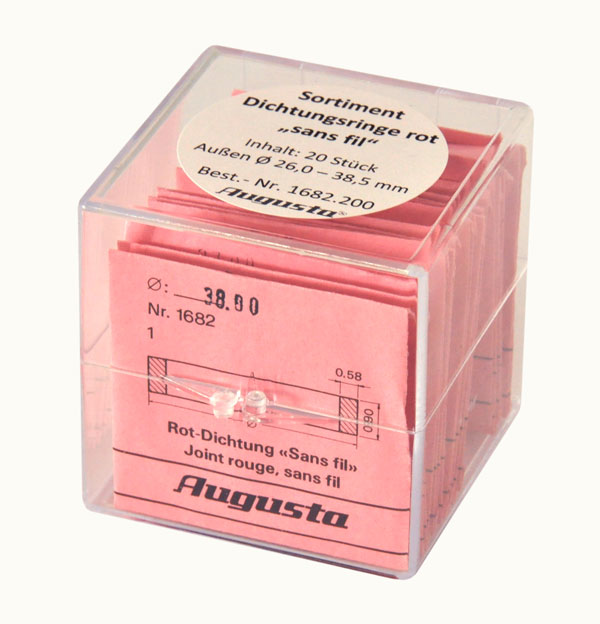 Sortiment
Dichtungsringe rot
„sans fil“
Inhalt: 20 Stück
Außen Ø 26,0 – 38,5 mm
Best.- Nr. 1682.200
Augusta®
Ø: 38.00
Nr. 1682
1
0.58
0.90
Ø
Rot-Dichtung «Sans fil»
Joint rouge, sans fil
Augusta